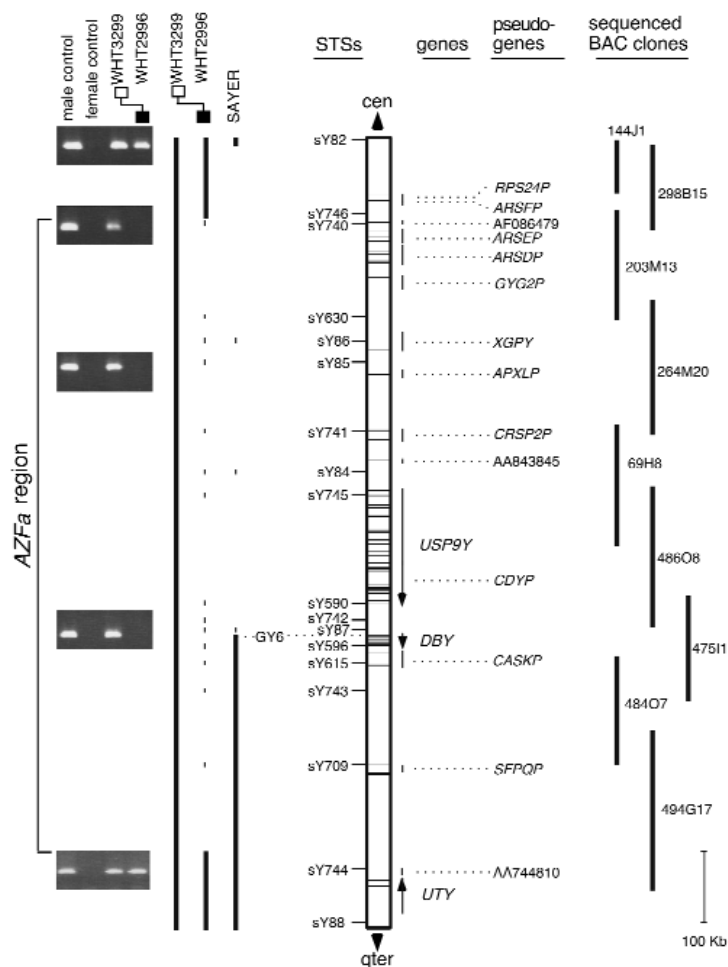 male control
female control
WHT3299
WHT2996
WHT3299
WHT2996
SAYER
STSs
genes
pseudo-
genes
sequenced
BAC clones
cen
sY82
sY746
sY740
sY630
sY86
sY85
sY741
sY84
sY745
sY590
sY742
sY87
GY6
sY596
sY615
sY743
sY709
sY744
sY88
qter
AZFa region
USP9Y
DBY
UTY
RPS24P
ARSFP
AF086479
ARSEP
ARSDP
GYG2P
XGPY
APXLP
CRSP2P
AA843845
CDYP
CASKP
SFPQP
AA744810
144J1
298B15
203M13
264M20
69H8
486O8
475I1
484O7
494G17
100 Kb